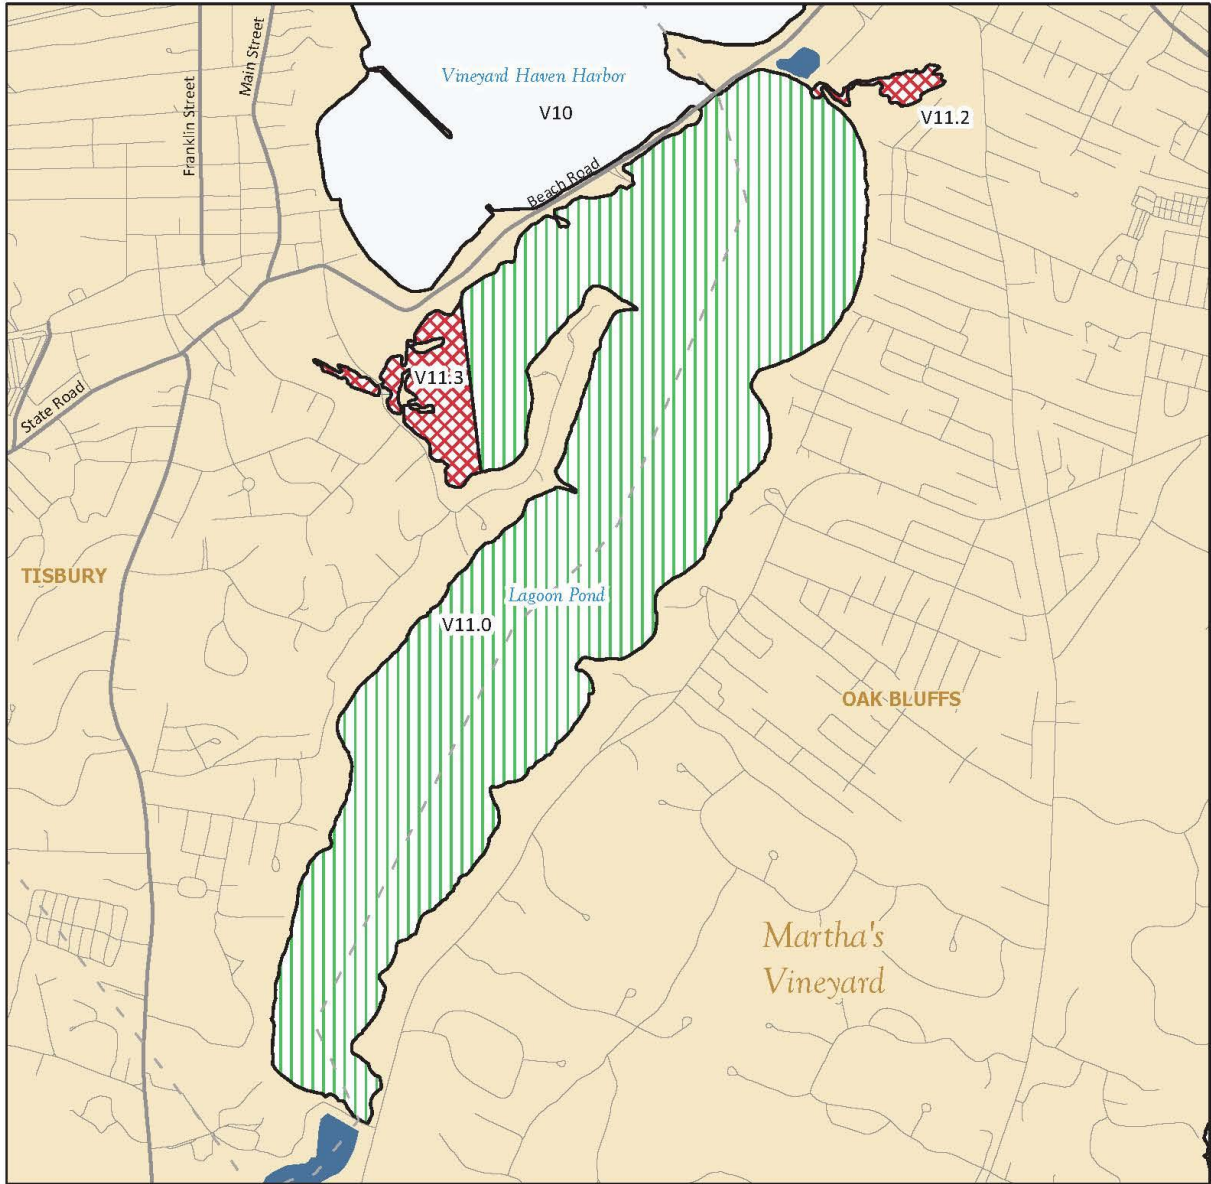 Main Street
Franklin Street
Vineyard Haven Harbor
V10
V11.2
Beach Road
V11.3
State Road
TISBURY
Lagoon Pond
V11.0
OAK BLUFFS
Martha's
Vineyard